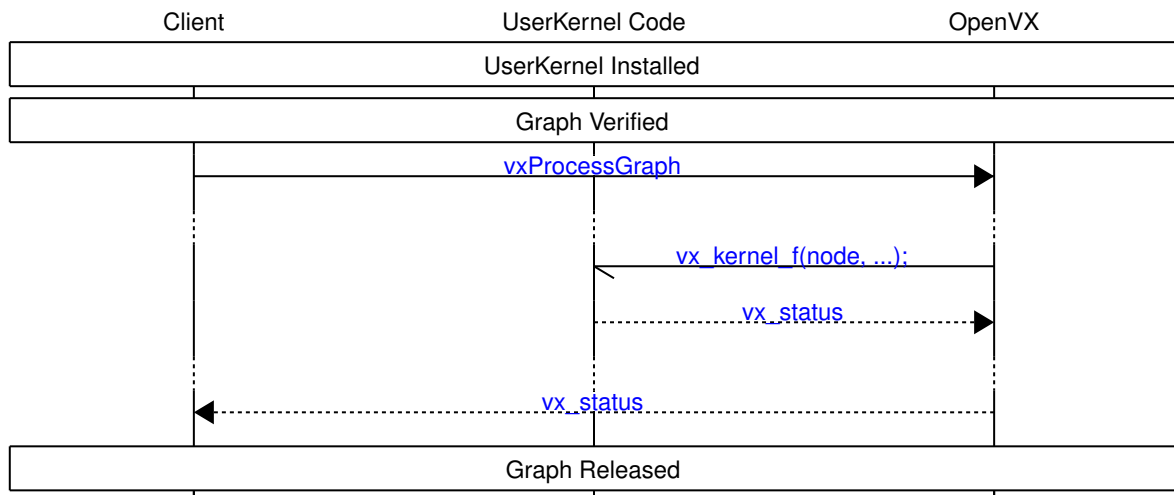 Client UserKernel Code OpenVX
UserKernel Installed
Graph Verified
vxProcessGraph
vx_kernel_f(node, ...);
vx_status
vx_status
Graph Released